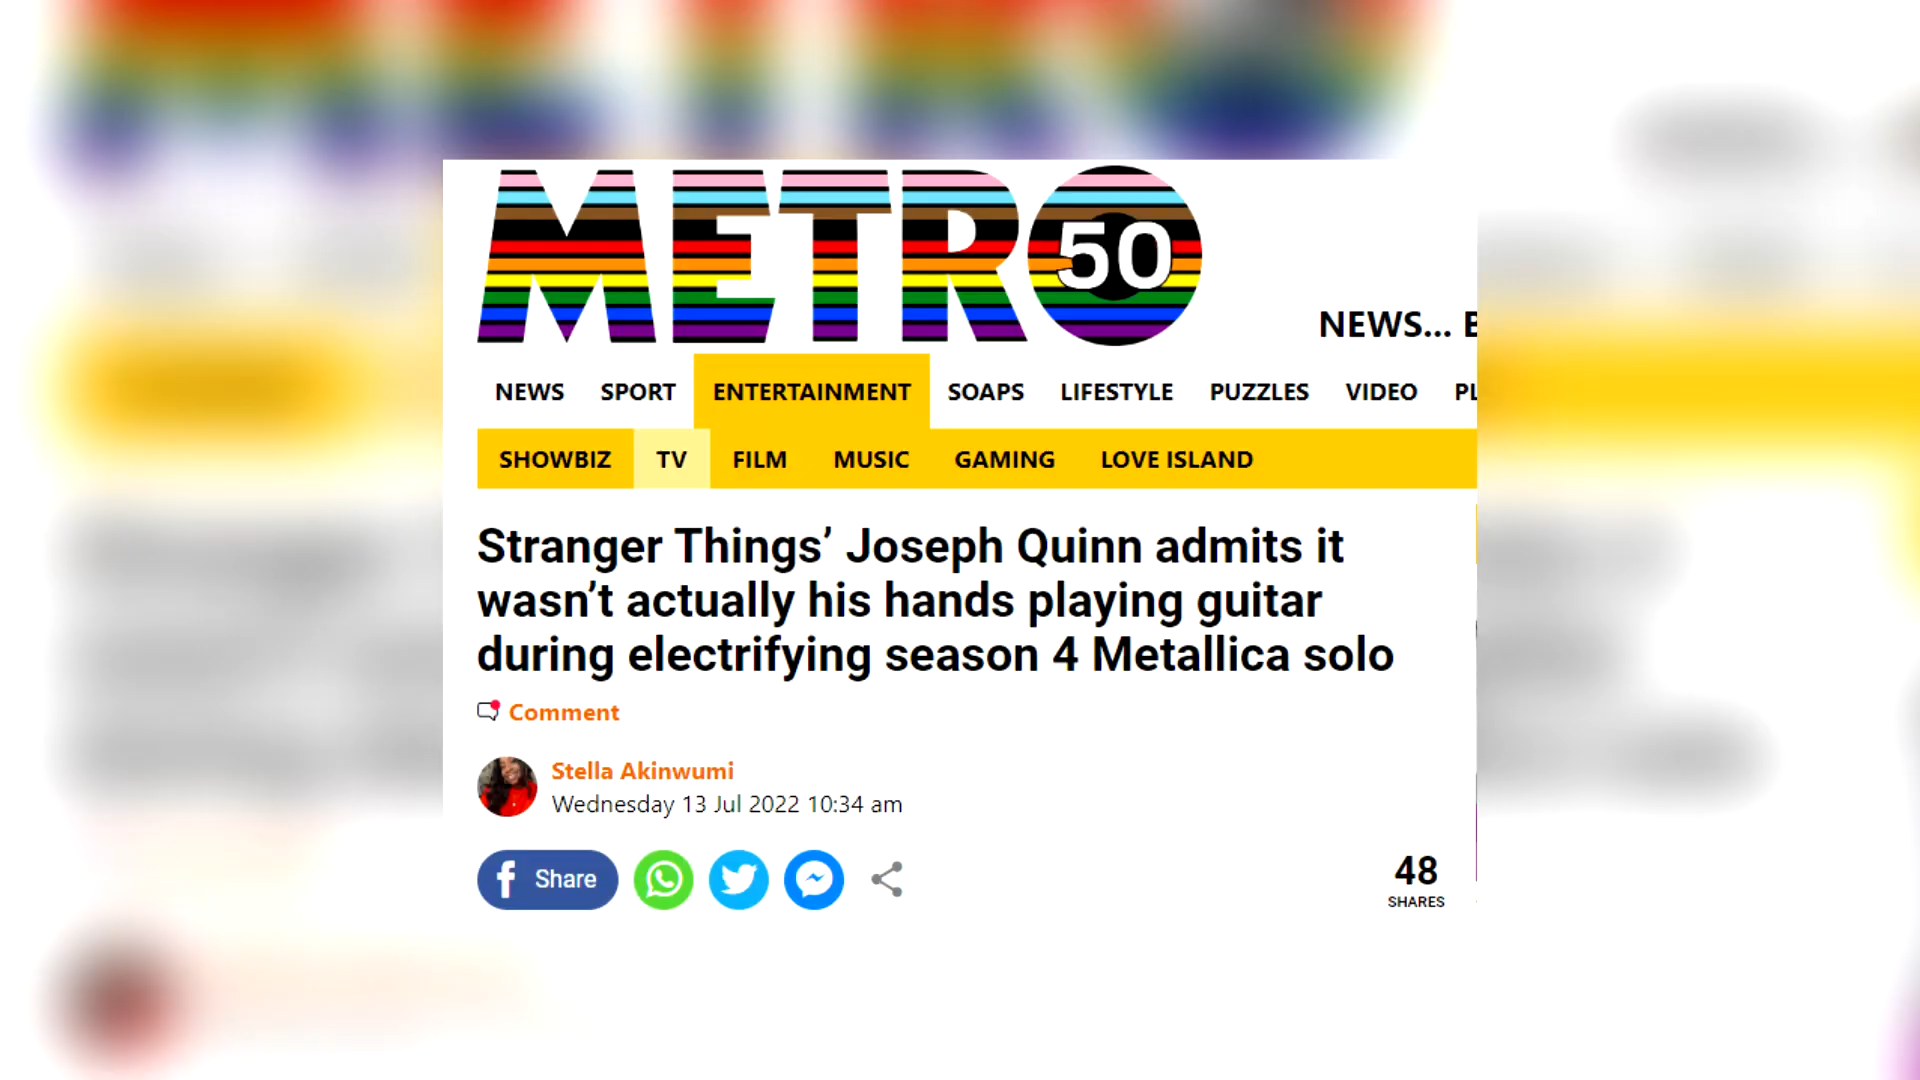 METRO 50
NEWS... E
NEWS SPORT ENTERTAINMENT SOAPS LIFESTYLE PUZZLES VIDEO PL
SHOWBIZ TV FILM MUSIC GAMING LOVE ISLAND
Stranger Things’ Joseph Quinn admits it
wasn’t actually his hands playing guitar
during electrifying season 4 Metallica solo
Comment
Stella Akinwumi
Wednesday 13 Jul 2022 10:34 am
f Share
48
SHARES